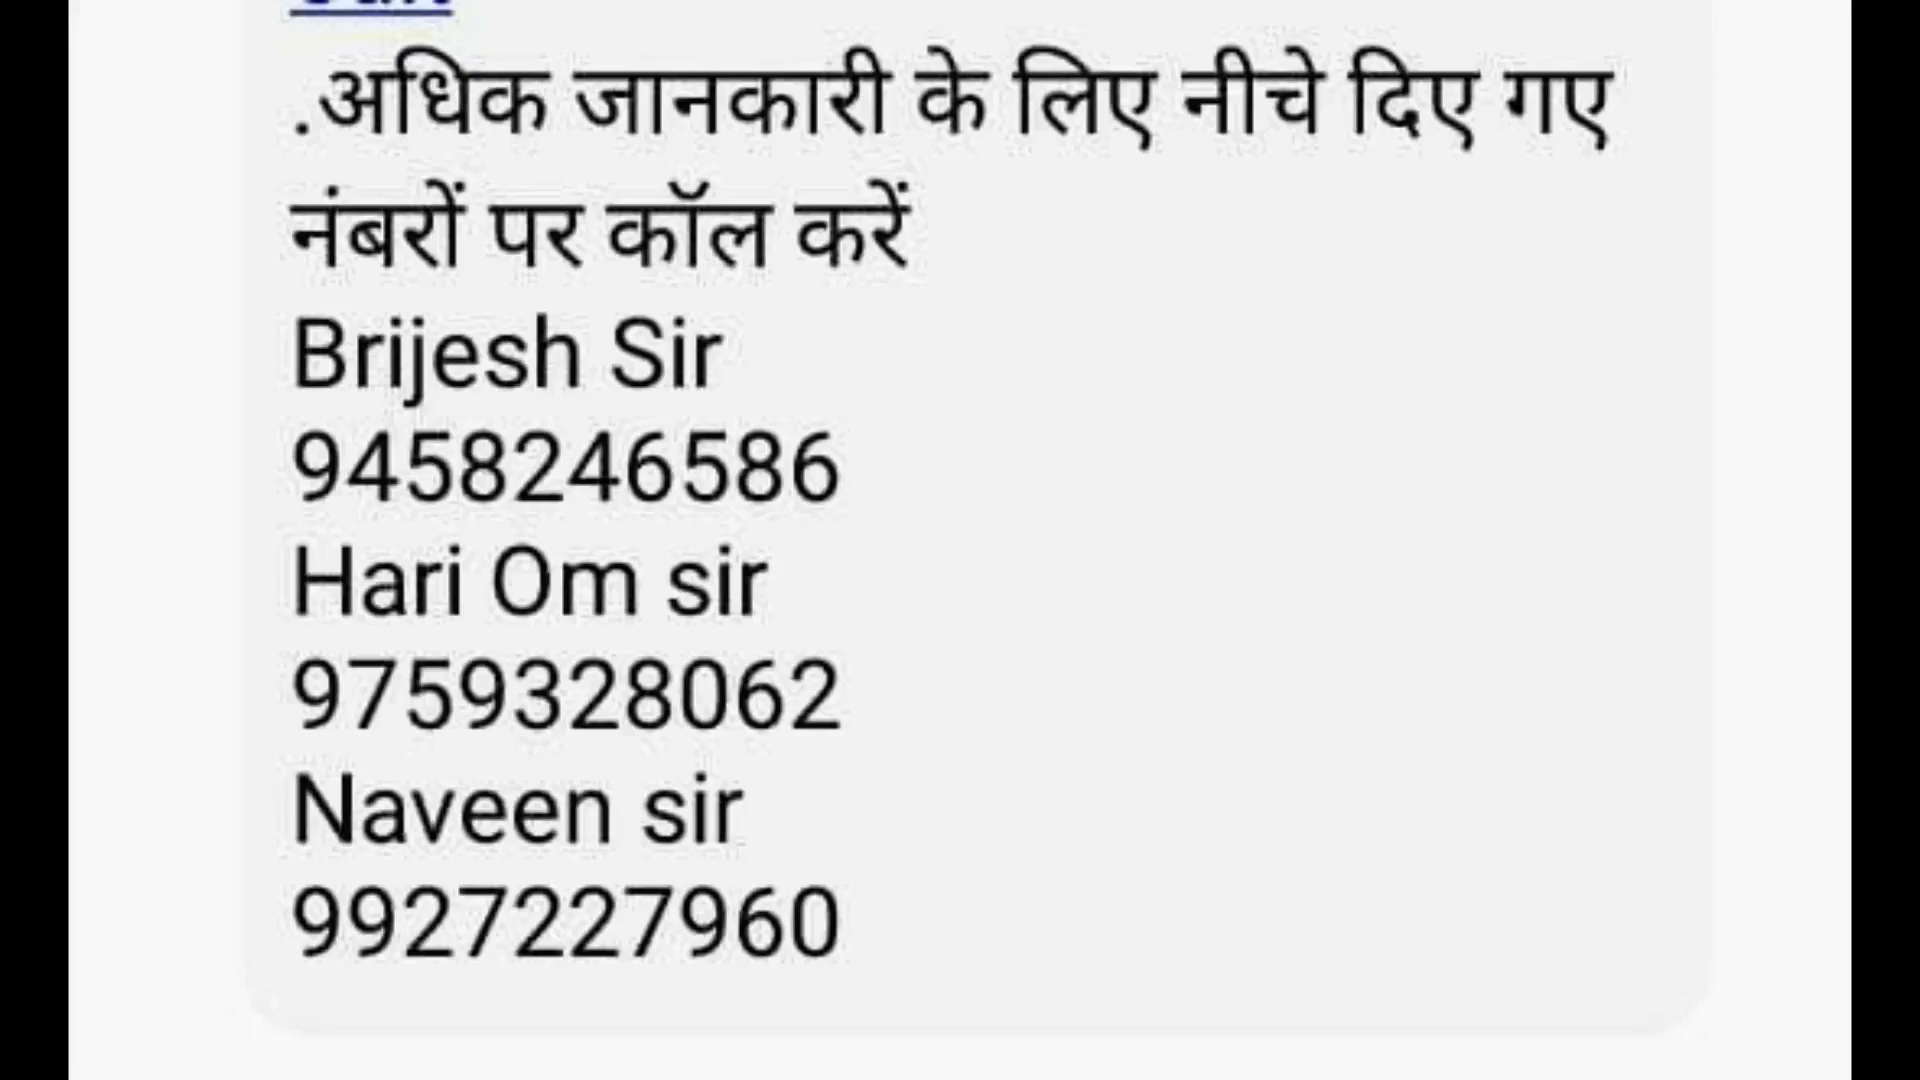 .अधिक जानकारी के लिए नीचे दिए गए
नंबरों पर कॉल करें
Brijesh Sir
9458246586
Hari Om sir
9759328062
Naveen sir
9927227960